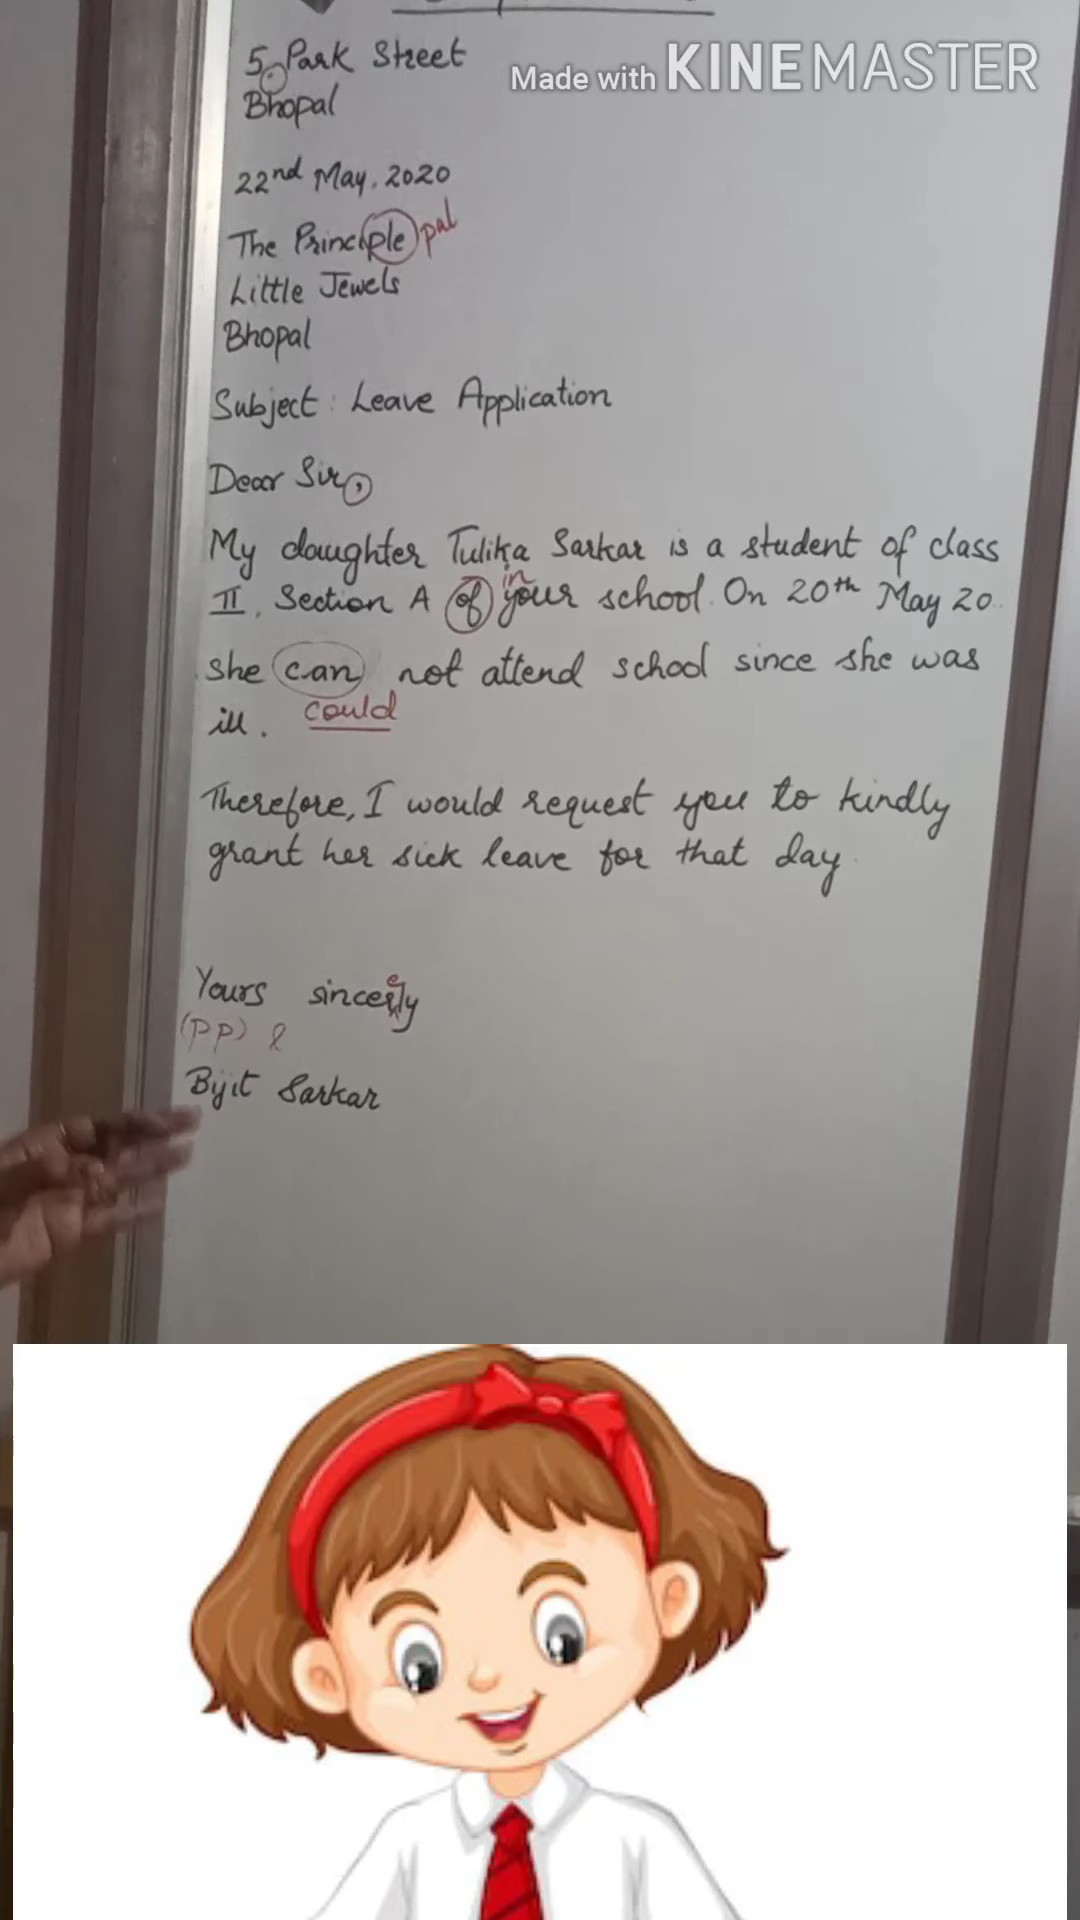 Made with KINEMASTER
5, Park Street
Bhopal
22nd May, 2020
The Principle pal
Little Jewels
Bhopal
Subject: Leave Application
Dear Sir,
My daughter Tulika Sarkar is a student of class
in
II, Section A of your school. On 20th May 20
she can not attend school since she was
ill. could
Therefore, I would request you to kindly
grant her sick leave for that day.
Yours sincerly
e
(PP)
Bijit Sarkar